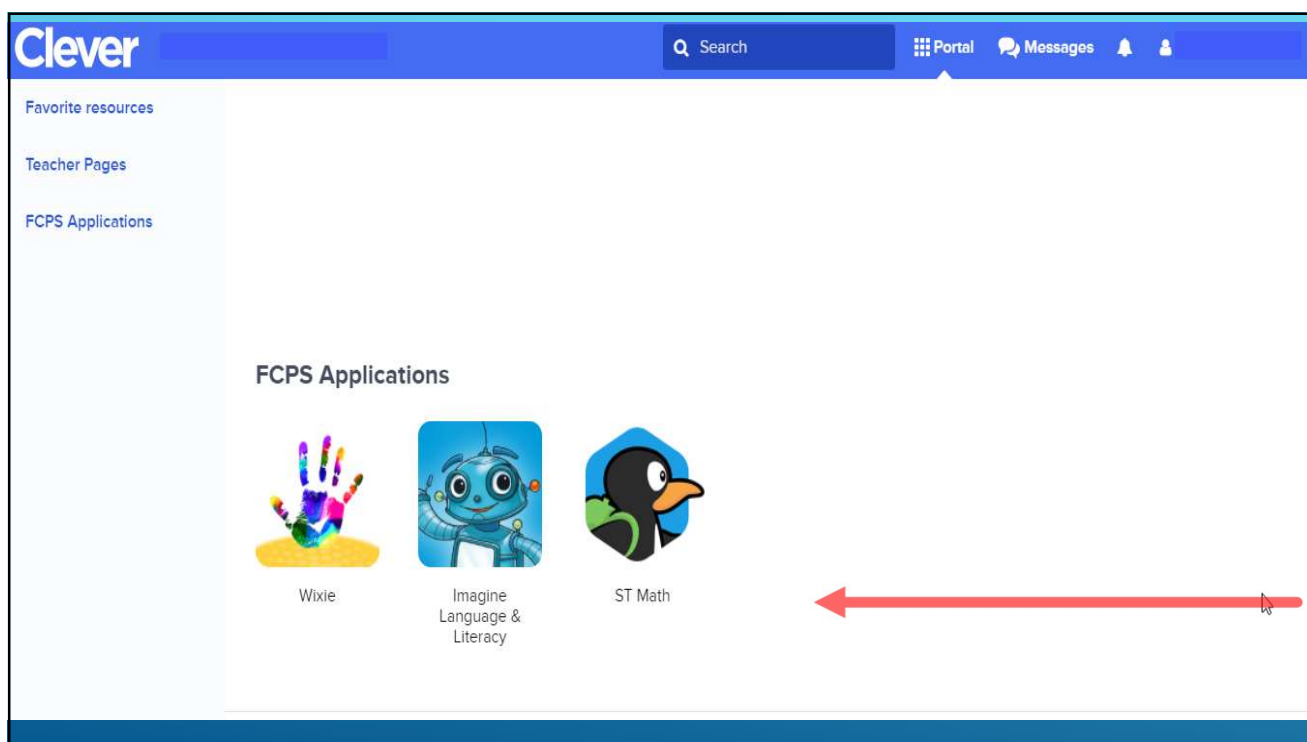 Clever
Search
Portal
Messages
Favorite resources
Teacher Pages
FCPS Applications
FCPS Applications
Wixie
Imagine
Language &
Literacy
ST Math